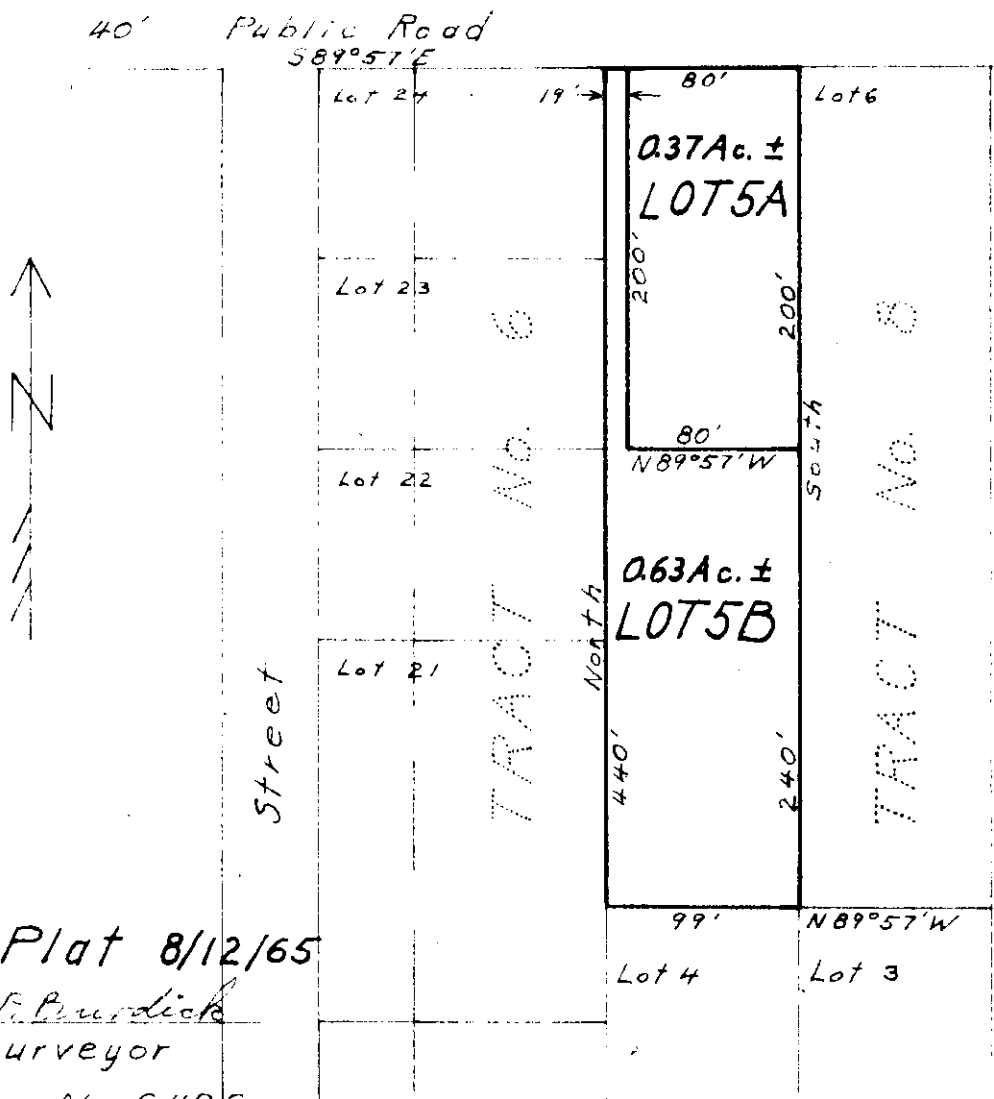 40' Public Road
S89°57'E
Lot 24
19'
80'
Lot 6
0.37Ac. ±
LOT5A
200'
200'
Lot 23
TRACT No. 6
TRACT No. 8
N
80'
N89°57'W
South
Lot 22
0.63Ac. ±
LOT5B
North
Lot 21
Street
440'
240'
99'
N89°57'W
Plat 8/12/65
Lot 4
Lot 3
Burdick
urveyor